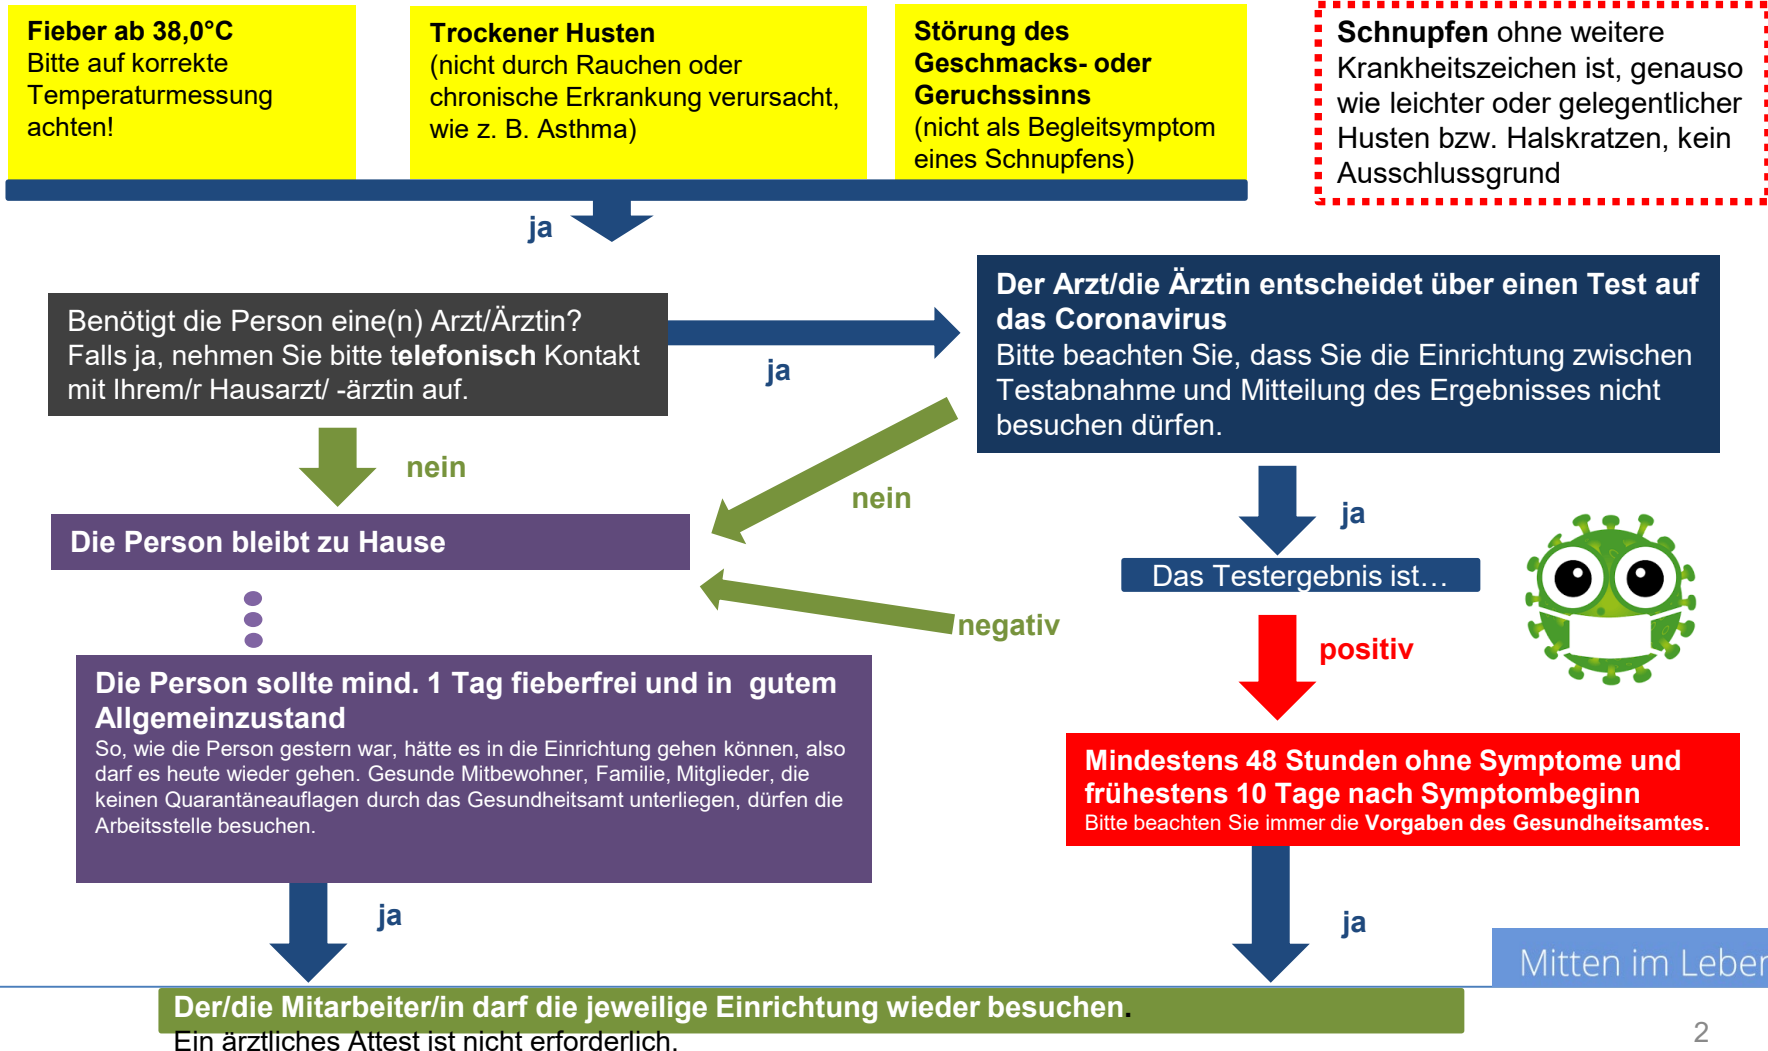 Fieber ab 38,0°C
Bitte auf korrekte
Temperaturmessung
achten!
Trockener Husten
(nicht durch Rauchen oder
chronische Erkrankung verursacht,
wie z. B. Asthma)
Störung des
Geschmacks- oder
Geruchssinns
(nicht als Begleitsymptom
eines Schnupfens)
Schnupfen ohne weitere
Krankheitszeichen ist, genauso
wie leichter oder gelegentlicher
Husten bzw. Halskratzen, kein
Ausschlussgrund
ja
Benötigt die Person eine(n) Arzt/Ärztin?
Falls ja, nehmen Sie bitte telefonisch Kontakt
mit Ihrem/r Hausarzt/ -ärztin auf.
ja
Der Arzt/die Ärztin entscheidet über einen Test auf
das Coronavirus
Bitte beachten Sie, dass Sie die Einrichtung zwischen
Testabnahme und Mitteilung des Ergebnisses nicht
besuchen dürfen.
nein
nein
ja
Die Person bleibt zu Hause
Das Testergebnis ist…
negativ
positiv
Die Person sollte mind. 1 Tag fieberfrei und in  gutem
Allgemeinzustand
So, wie die Person gestern war, hätte es in die Einrichtung gehen können, also
darf es heute wieder gehen. Gesunde Mitbewohner, Familie, Mitglieder, die
keinen Quarantäneauflagen durch das Gesundheitsamt unterliegen, dürfen die
Arbeitsstelle besuchen.
Mindestens 48 Stunden ohne Symptome und
frühestens 10 Tage nach Symptombeginn
Bitte beachten Sie immer die Vorgaben des Gesundheitsamtes.
ja
ja
Mitten im Leben
Der/die Mitarbeiter/in darf die jeweilige Einrichtung wieder besuchen.
Ein ärztliches Attest ist nicht erforderlich.
2